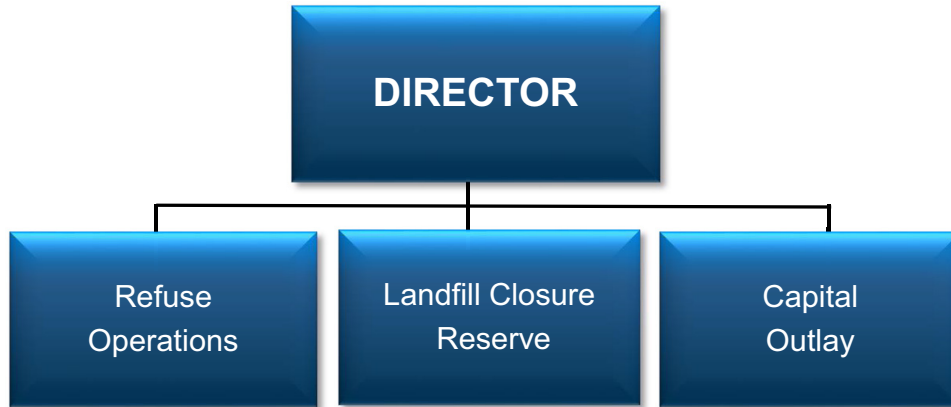 DIRECTOR
Refuse
Operations
Landfill Closure
Reserve
Capital
Outlay